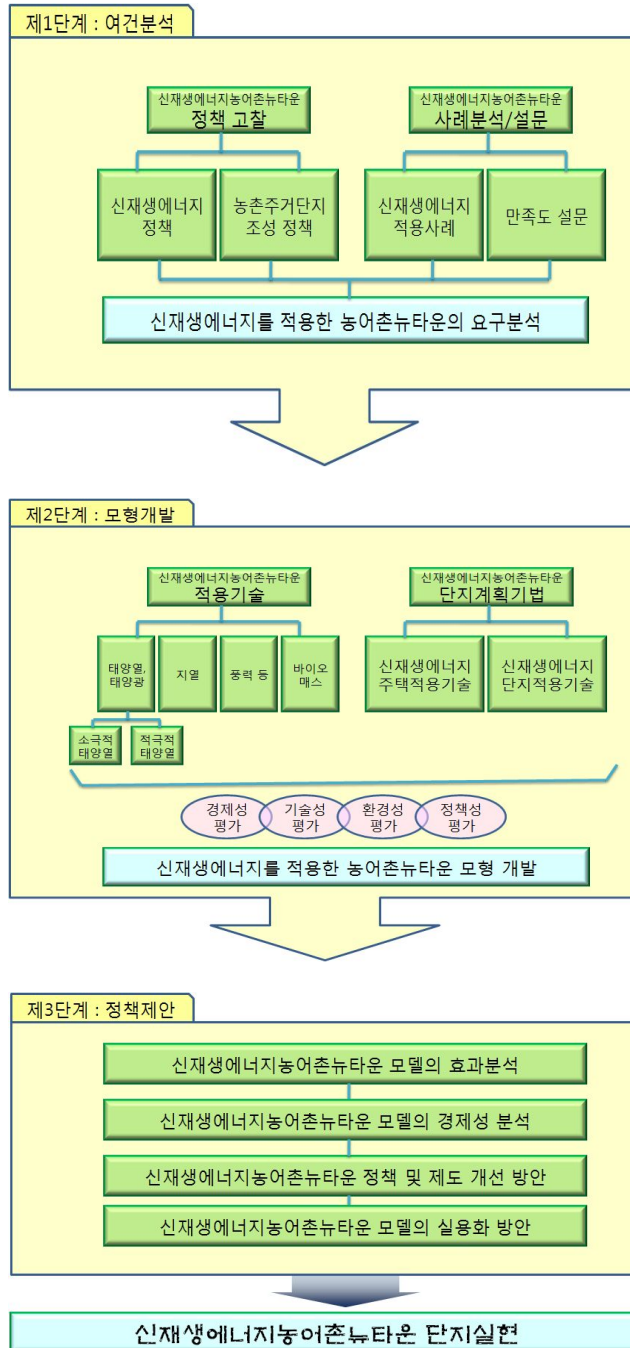 제1단계 : 여건분석
신재생에너지농어촌뉴타운
정책 고찰
신재생에너지농어촌뉴타운
사례분석/설문
신재생에너지
정책
농촌주거단지
조성 정책
신재생에너지
적용사례
만족도 설문
신재생에너지를 적용한 농어촌뉴타운의 요구분석
제2단계 : 모형개발
신재생에너지농어촌뉴타운
적용기술
신재생에너지농어촌뉴타운
단지계획기법
태양열,
태양광
지열
풍력 등
바이오
매스
신재생에너지
주택적용기술
신재생에너지
단지적용기술
소극적
태양열
적극적
태양열
경제성
평가
기술성
평가
환경성
평가
정책성
평가
신재생에너지를 적용한 농어촌뉴타운 모형 개발
제3단계 : 정책제안
신재생에너지농어촌뉴타운 모델의 효과분석
신재생에너지농어촌뉴타운 모델의 경제성 분석
신재생에너지농어촌뉴타운 정책 및 제도 개선 방안
신재생에너지농어촌뉴타운 모델의 실용화 방안
신재생에너지농어촌뉴타운 단지실현